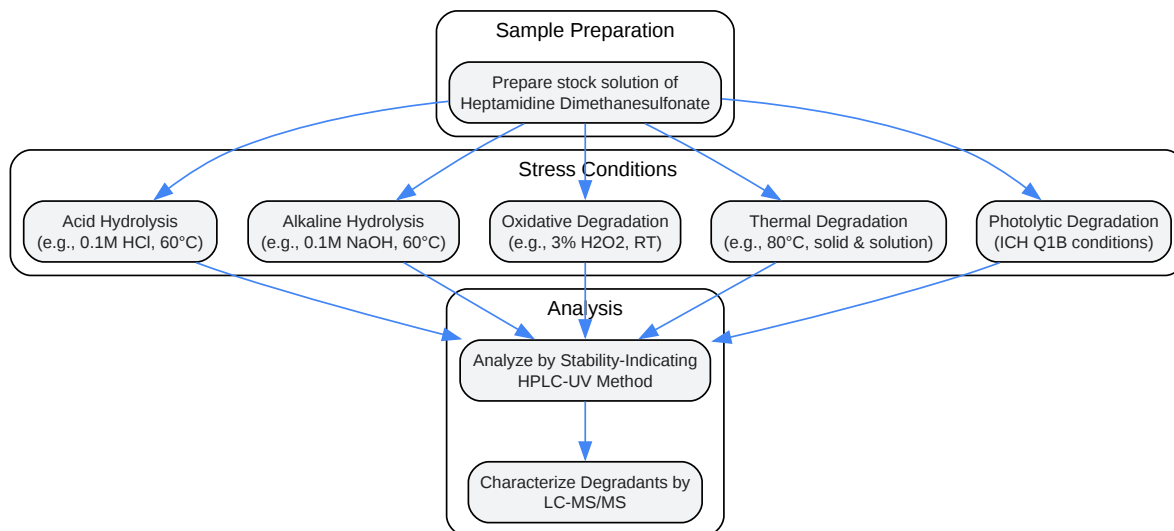 Sample Preparation
Prepare stock solution of
Heptamidine Dimethanesulfonate
Stress Conditions
Acid Hydrolysis
(e.g., 0.1M HCl, 60°C)
Alkaline Hydrolysis
(e.g., 0.1M NaOH, 60°C)
Oxidative Degradation
(e.g., 3% H2O2, RT)
Thermal Degradation
(e.g., 80°C, solid & solution)
Photolytic Degradation
(ICH Q1B conditions)
Analysis
Analyze by Stability-Indicating
HPLC-UV Method
Characterize Degradants by
LC-MS/MS